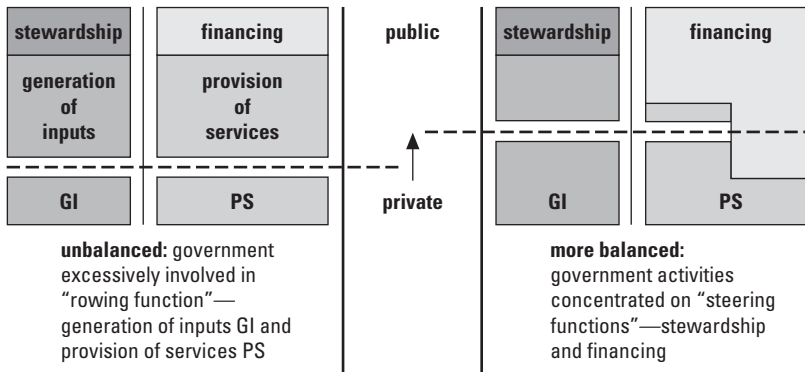 stewardship
financing
generation
of
inputs
provision
of
services
GI
PS
unbalanced: government
excessively involved in
“rowing function”—
generation of inputs GI and
provision of services PS
public
private
stewardship
financing
GI
PS
more balanced:
government activities
concentrated on “steering
functions”—stewardship
and financing